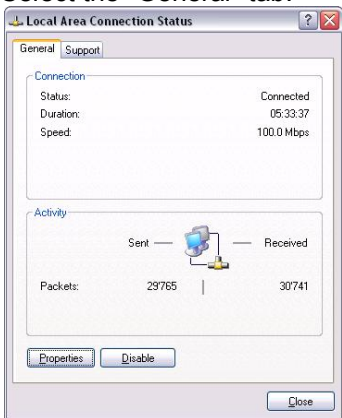 Select the "General" tab.
Local Area Connection Status
General Support
Connection
Status: Connected
Duration: 05:33:37
Speed: 100.0 Mbps
Activity
Sent — — Received
Packets: 29'765 | 30'741
Properties Disable
Close